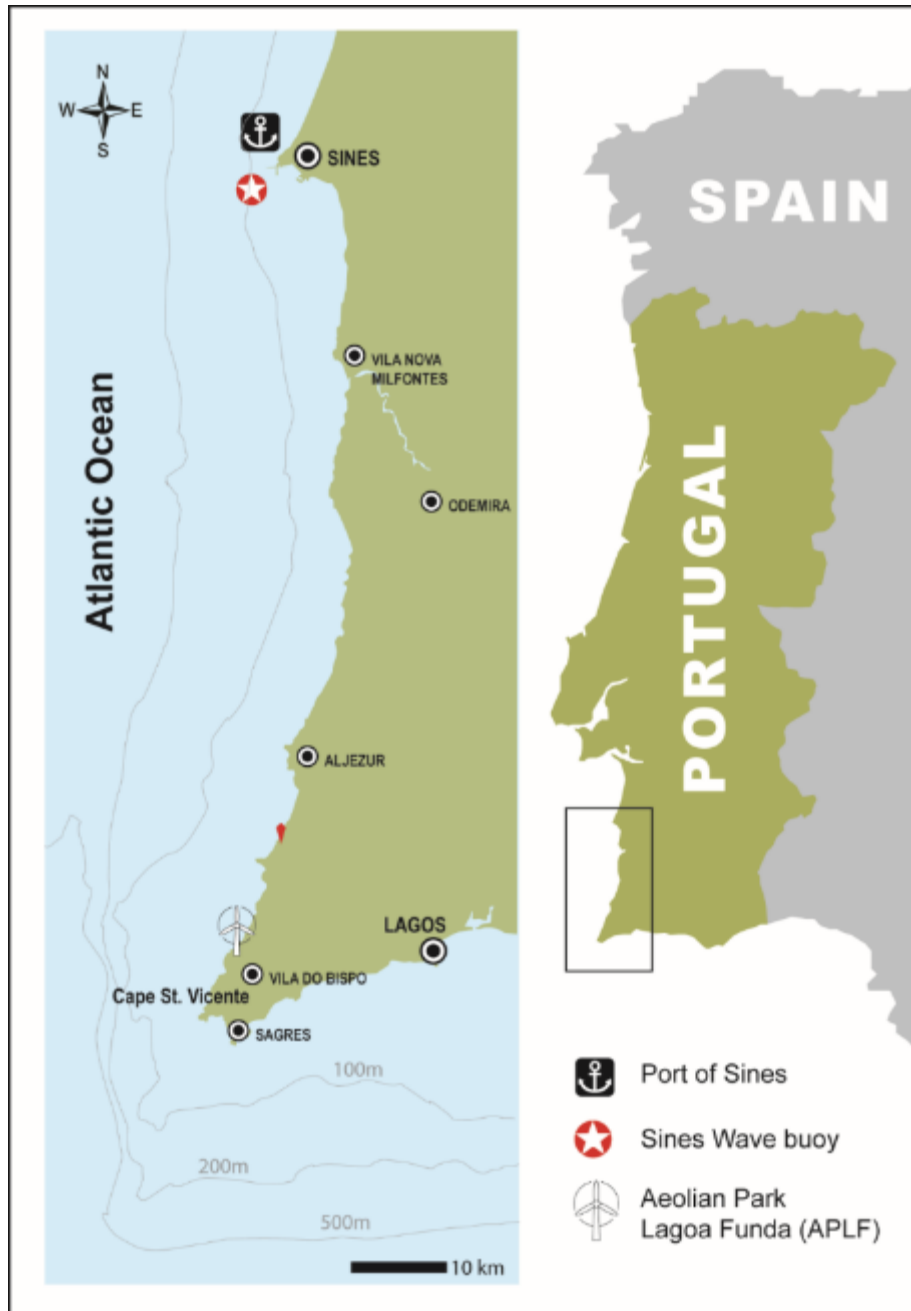 N
W E
S
SINES
VILA NOVA
MILFONTES
ODEMIRA
Atlantic Ocean
ALJEZUR
LAGOS
VILA DO BISPO
Cape St. Vicente
SAGRES
100m
200m
500m
10 km
SPAIN
PORTUGAL
Port of Sines
Sines Wave buoy
Aeolian Park
Lagoa Funda (APLF)